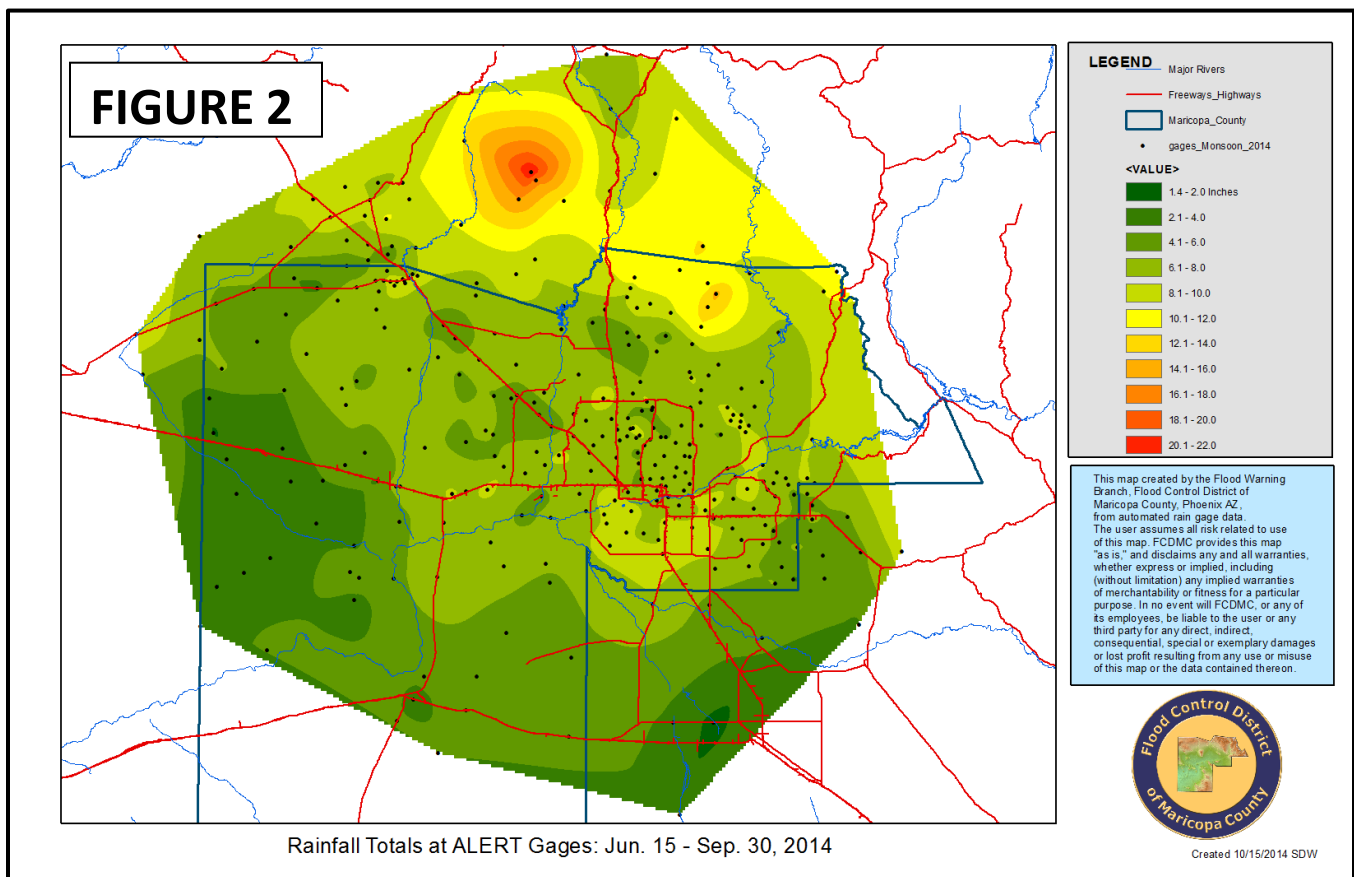 FIGURE 2
LEGEND
Major Rivers
Freeways_Highways
Maricopa_County
gages_Monsoon_2014
<VALUE>
1.4 - 2.0 Inches
2.1 - 4.0
4.1 - 6.0
6.1 - 8.0
8.1 - 10.0
10.1 - 12.0
12.1 - 14.0
14.1 - 16.0
16.1 - 18.0
18.1 - 20.0
20.1 - 22.0
This map created by the Flood Warning
Branch, Flood Control District of
Maricopa County, Phoenix AZ,
from automated rain gage data.
The user assumes all risk related to use
of this map. FCDMC provides this map
"as is," and disclaims any and all warranties,
whether express or implied, including
(without limitation) any implied warranties
of merchantability or fitness for a particular
purpose. In no event will FCDMC, or any of
its employees, be liable to the user or any
third party for any direct, indirect,
consequential, special or exemplary damages
or lost profit resulting from any use or misuse
of this map or the data contained thereon.
Flood Control District
of Maricopa County
Rainfall Totals at ALERT Gages: Jun. 15 - Sep. 30, 2014
Created 10/15/2014 SDW